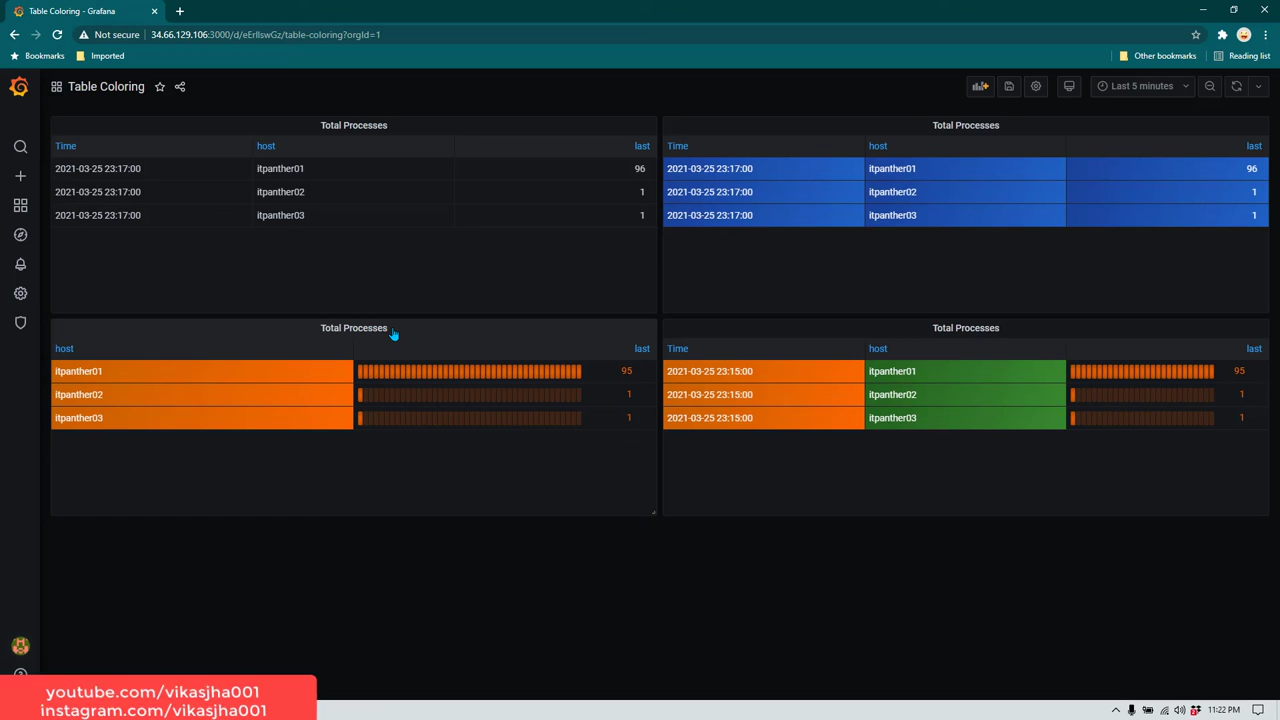 Table Coloring - Grafana
Not secure 34.66.129.106:3000/d/eErIlswGz/table-coloring?orgId=1
Bookmarks Imported Other bookmarks Reading list
Table Coloring Last 5 minutes
Total Processes
Time host last
2021-03-25 23:17:00 itpanther01 96
2021-03-25 23:17:00 itpanther02 1
2021-03-25 23:17:00 itpanther03 1
Total Processes
Time host last
2021-03-25 23:17:00 itpanther01 96
2021-03-25 23:17:00 itpanther02 1
2021-03-25 23:17:00 itpanther03 1
Total Processes
host last
itpanther01 95
itpanther02 1
itpanther03 1
Total Processes
Time host last
2021-03-25 23:15:00 itpanther01 95
2021-03-25 23:15:00 itpanther02 1
2021-03-25 23:15:00 itpanther03 1
youtube.com/vikasjha001
instagram.com/vikasjha001
11:22 PM